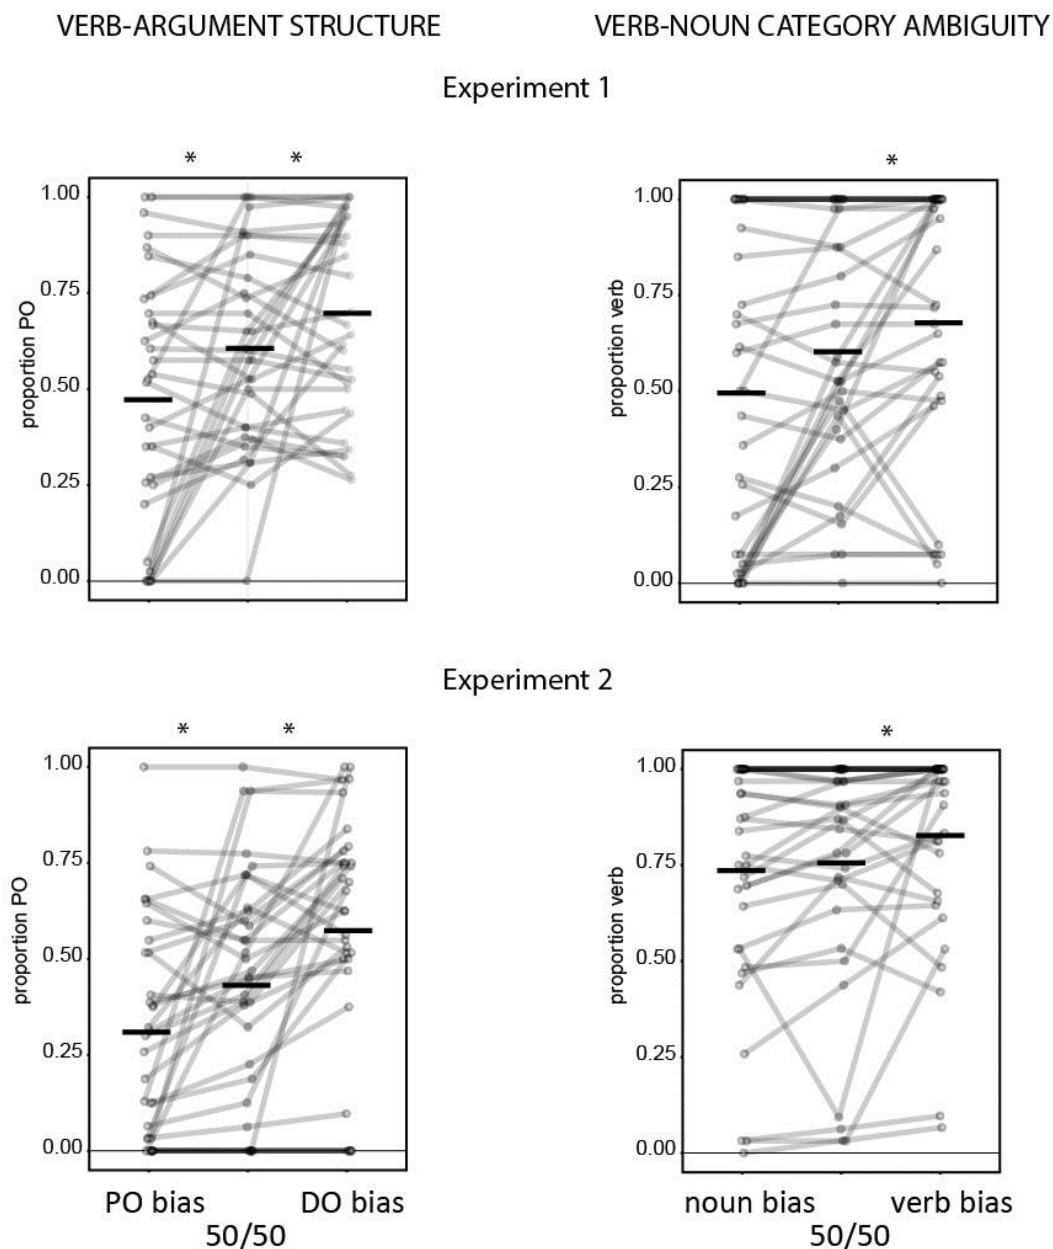 VERB-ARGUMENT STRUCTURE
VERB-NOUN CATEGORY AMBIGUITY
Experiment 1
* *
*
proportion PO
1.00
0.75
0.50
0.25
0.00
proportion verb
1.00
0.75
0.50
0.25
0.00
Experiment 2
* *
*
proportion PO
1.00
0.75
0.50
0.25
0.00
PO bias
50/50
DO bias
proportion verb
1.00
0.75
0.50
0.25
0.00
noun bias
50/50
verb bias